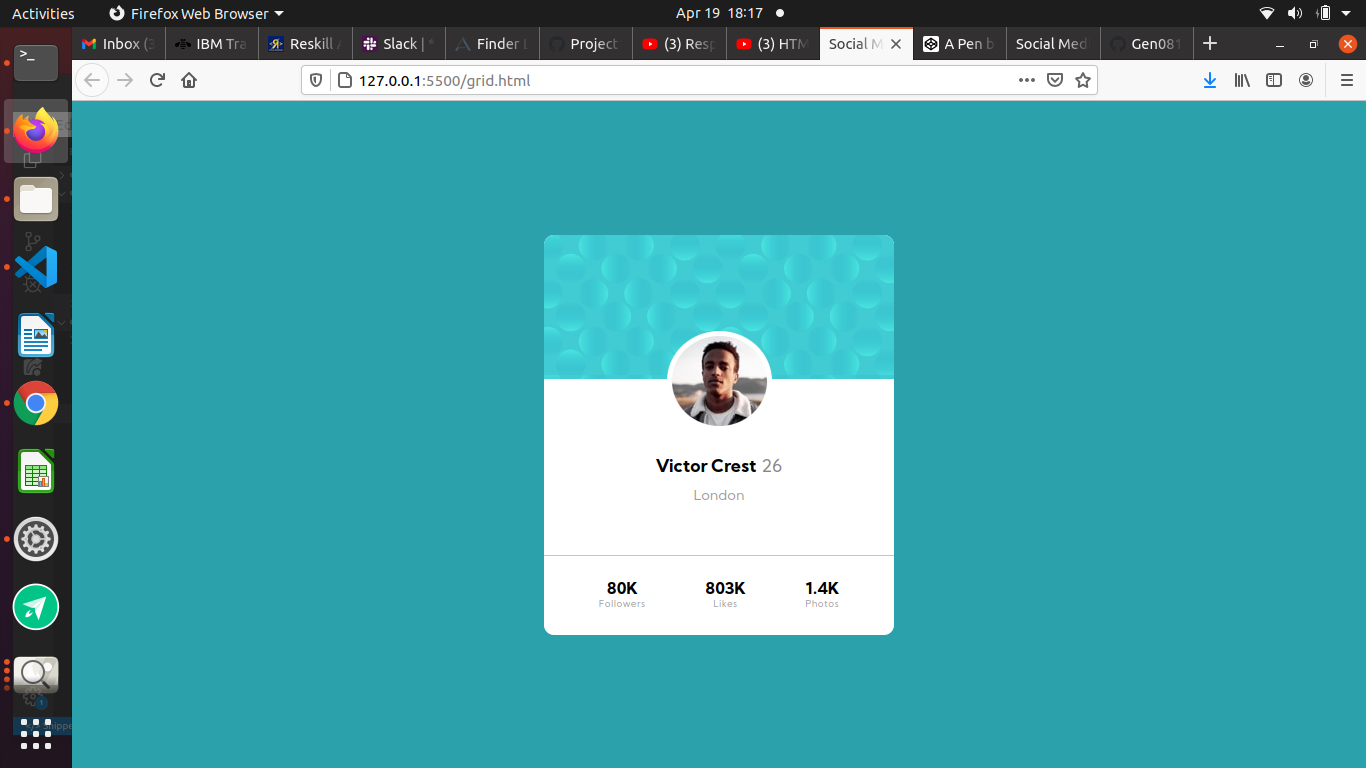 Activities Firefox Web Browser Apr 19 18:17
Inbox (3 IBM Tra Reskill Slack | * Finder L Project (3) Resp (3) HTM Social M A Pen b Social Med Gen081
127.0.0.1:5500/grid.html
Victor Crest 26
London
80K 803K 1.4K
Followers Likes Photos
>_
1